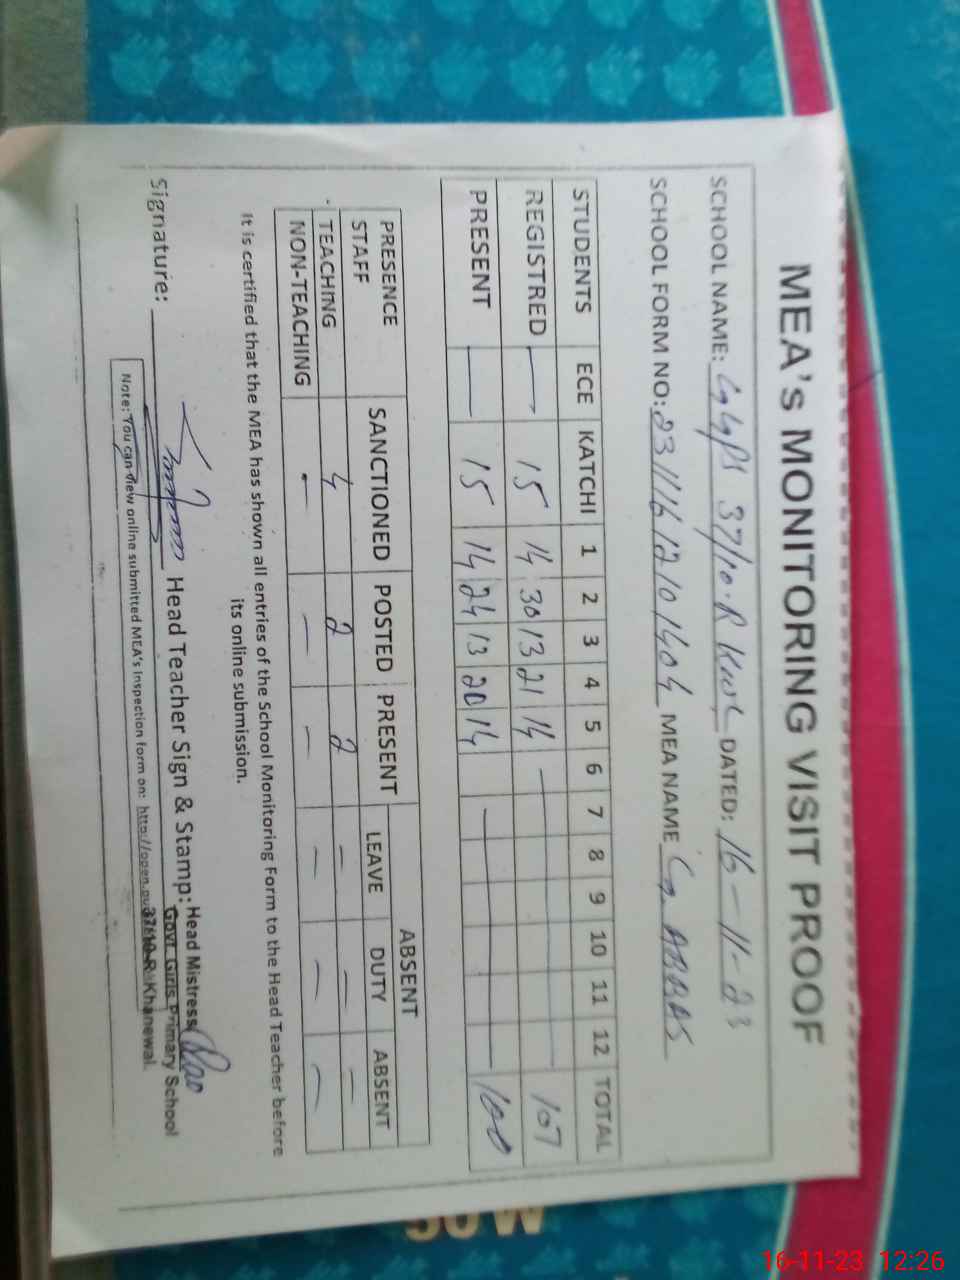 MEA'S MONITORING VISIT PROOF
SCHOOL NAME: GGPS 37/10.R Kwl DATED: 16-11-23
SCHOOL FORM NO: 23111612101404 MEA NAME G. ABBAS
STUDENTS ECE KATCHI 1 2 3 4 5 6 7 8 9 10 11 12 TOTAL
REGISTRED — 15 14 30 13 21 14 — 107
PRESENT — 15 14 24 13 20 14 — 100
PRESENCE SANCTIONED POSTED PRESENT ABSENT
STAFF LEAVE DUTY ABSENT
TEACHING 4 2 2 — — —
NON-TEACHING - — — — — —
It is certified that the MEA has shown all entries of the School Monitoring Form to the Head Teacher before
its online submission.
Signature: Head Teacher Sign & Stamp: Head Mistress
Govt. Girls Primary School
37/10-R Khanewal.
Note: You can view online submitted MEA's Inspection form on: http://open.
16-11-23 12:26